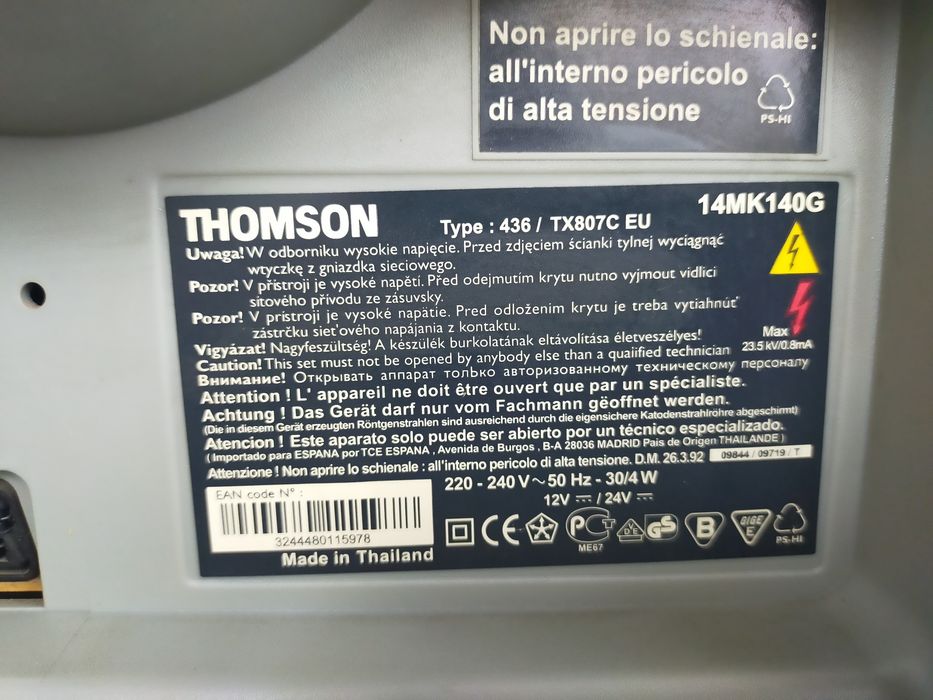 Non aprire lo schienale:
all'interno pericolo
di alta tensione
PS-HI
THOMSON
Type : 436 / TX807C EU
14MK140G
Uwaga! W odborniku wysokie napięcie. Przed zdjęciem ścianki tylnej wyciągnąć
wtyczkę z gniazdka sieciowego.
Pozor! V přístroji je vysoké napětí. Před odejmutím krytu nutno vyjmout vidlici
síťového přívodu ze zásuvsky.
Pozor! V prístroji je vysoké napätie. Pred odložením krytu je treba vytiahnúť
zástrčku sieťového napájania z kontaktu.
Vigyázat! Nagyfeszültség! A készülék burkolatának eltávolítása életveszélyes!
Caution! This set must not be opened by anybody else than a qualified technician
Внимание! Открывать аппарат только авторизованному техническому персоналу
Attention ! L' appareil ne doit être ouvert que par un spécialiste.
Achtung ! Das Gerät darf nur vom Fachmann geöffnet werden.
(Die in diesem Gerät erzeugten Röntgenstrahlen sind ausreichend durch die eigensichere Katodenstrahlröhre abgeschirmt)
Atencion ! Este aparato solo puede ser abierto por un técnico especializado.
( Importado para ESPANA por TCE ESPANA , Avenida de Burgos , B-A 28036 MADRID Pais de Origen THAILANDE )
Attenzione ! Non aprire lo schienale : all'interno pericolo di alta tensione. D.M. 26.3.92
09844 / 09719 / T
Max
23.5 kV/0.8mA
EAN code N° :
3244480115978
Made in Thailand
220 - 240 V ~ 50 Hz - 30/4 W
12V ⎓ / 24V ⎓
CE
PCT
ME67
VDE
GS
B
GIGE
E
PS-HI